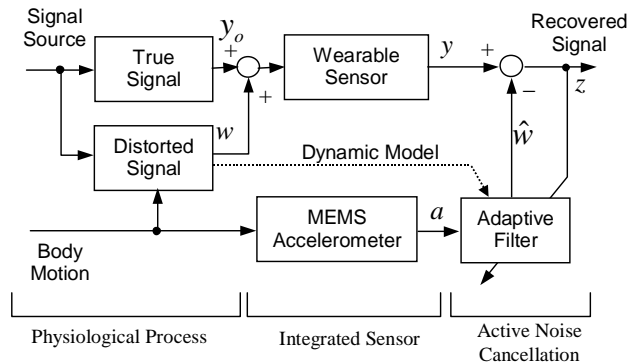 Signal
Source
True
Signal
y_o
+
+
Wearable
Sensor
y
+
−
Recovered
Signal
z
Distorted
Signal
w
Dynamic Model
ŵ
Body
Motion
MEMS
Accelerometer
a
Adaptive
Filter
Physiological Process
Integrated Sensor
Active Noise
Cancellation